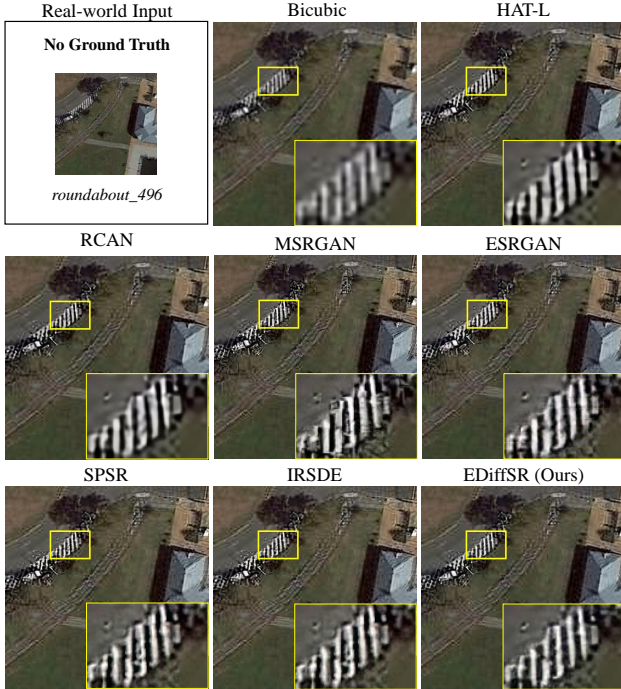 Real-world Input
Bicubic
HAT-L
No Ground Truth
roundabout_496
RCAN
MSRGAN
ESRGAN
SPSR
IRSDE
EDiffSR (Ours)